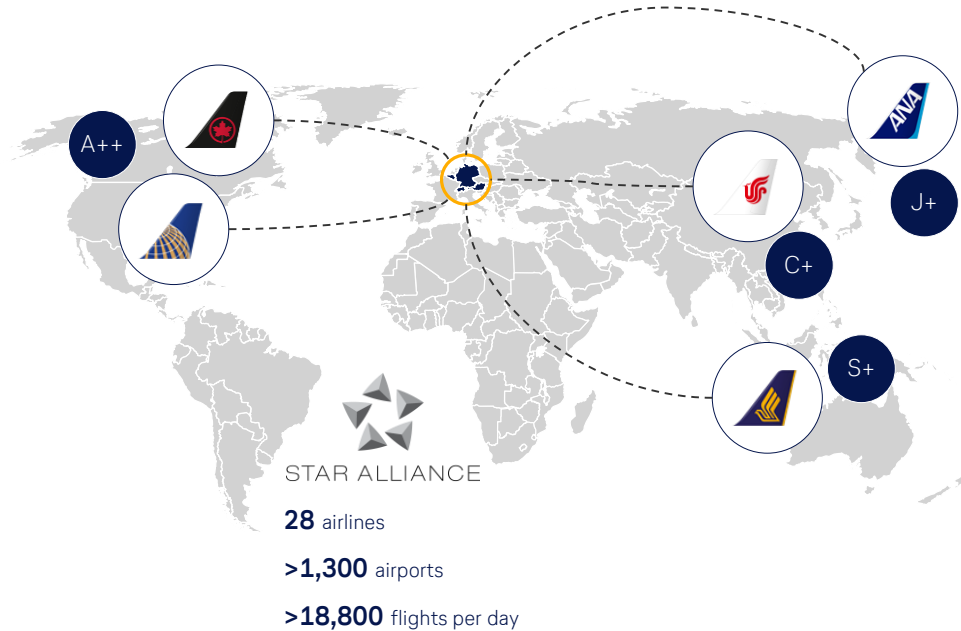 A++
ANA
J+
C+
S+
STAR ALLIANCE
28 airlines
>1,300 airports
>18,800 flights per day